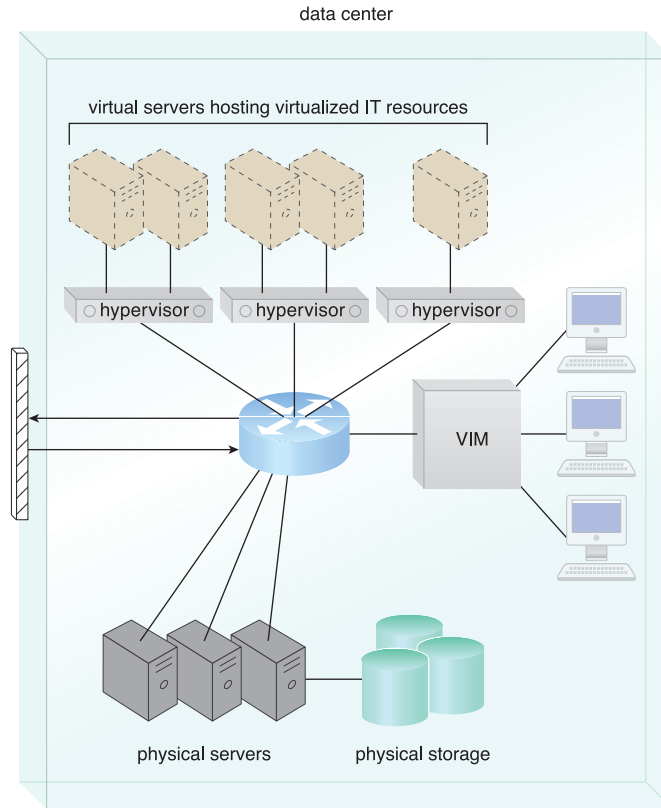 data center
virtual servers hosting virtualized IT resources
hypervisor
hypervisor
hypervisor
VIM
physical servers
physical storage